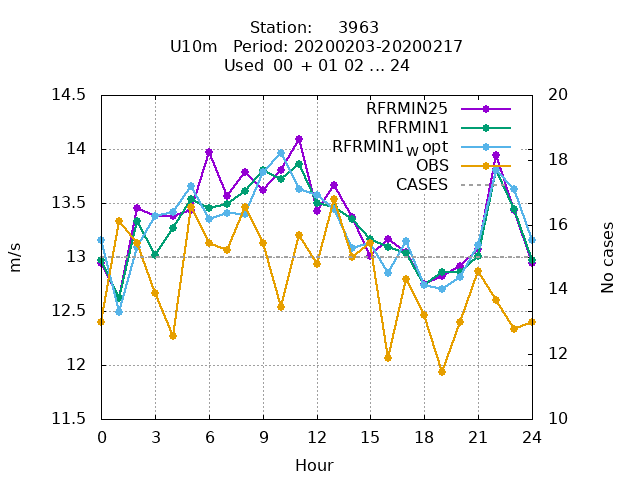 Station: 3963
U10m Period: 20200203-20200217
Used 00 + 01 02 ... 24
14.5
14
13.5
13
12.5
12
11.5
m/s
RFRMIN25
RFRMIN1
RFRMIN1_w opt
OBS
CASES
20
18
16
14
12
10
No cases
0 3 6 9 12 15 18 21 24
Hour